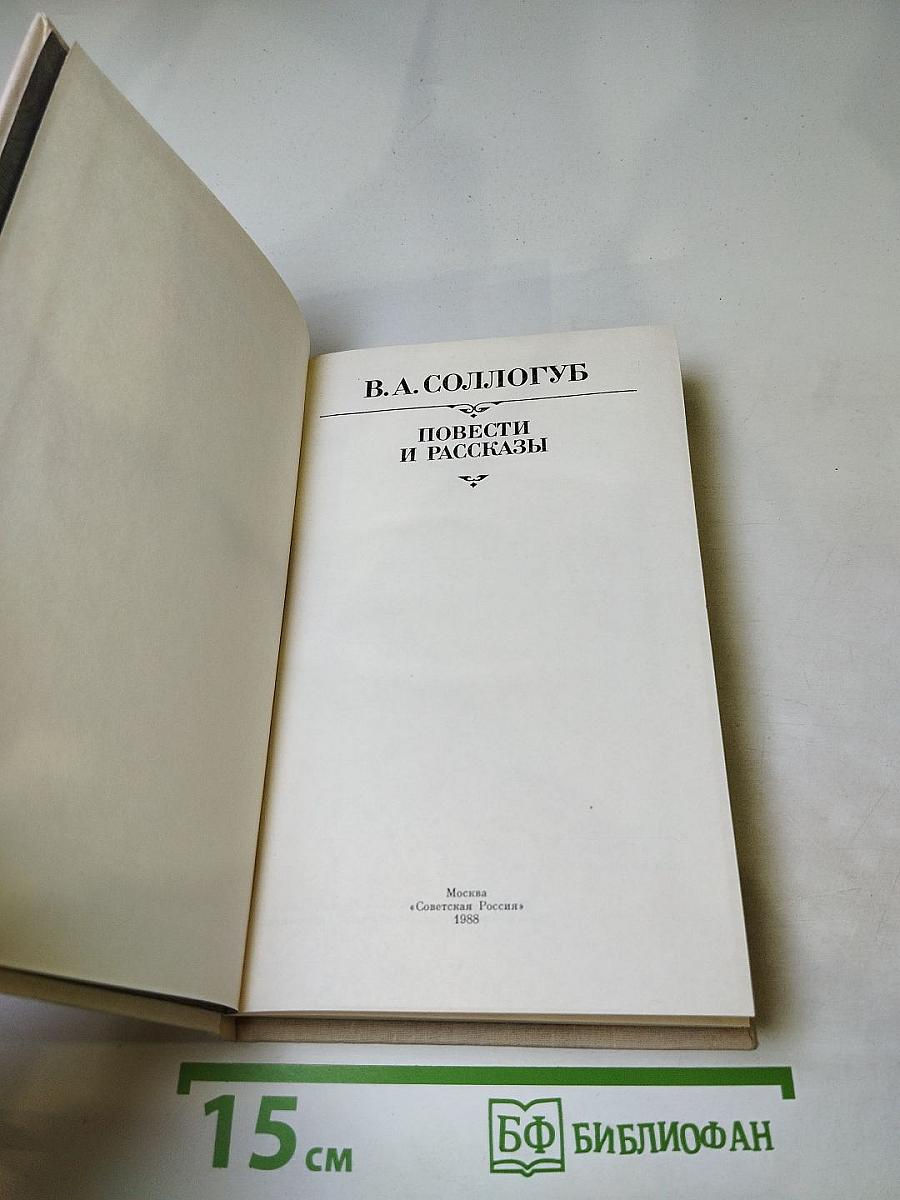 В. А. СОЛЛОГУБ
ПОВЕСТИ
И РАССКАЗЫ
Москва
«Советская Россия»
1988
15 см
БФ БИБЛИОФАН